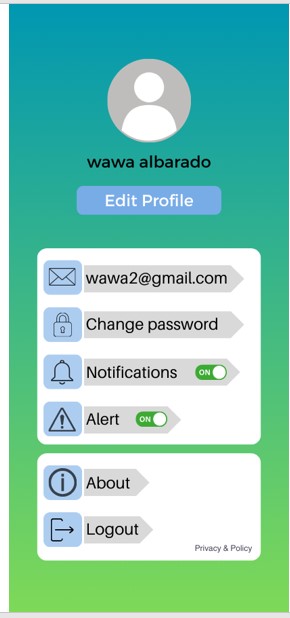 wawa albarado
Edit Profile
wawa2@gmail.com
Change password
Notifications ON
Alert ON
About
Logout
Privacy & Policy